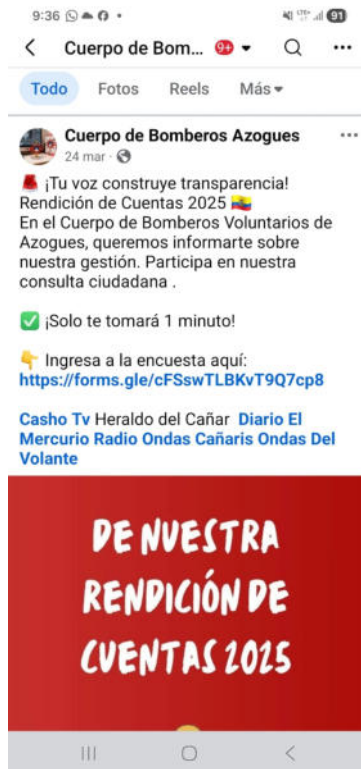 9:36
LTE+
91
Cuerpo de Bom... 9+
Todo Fotos Reels Más
Cuerpo de Bomberos Azogues
24 mar ·
¡Tu voz construye transparencia!
Rendición de Cuentas 2025 🇪🇨
En el Cuerpo de Bomberos Voluntarios de
Azogues, queremos informarte sobre
nuestra gestión. Participa en nuestra
consulta ciudadana .
✅ ¡Solo te tomará 1 minuto!
👇 Ingresa a la encuesta aquí:
https://forms.gle/cFSswTLBKvT9Q7cp8
Casho Tv Heraldo del Cañar Diario El
Mercurio Radio Ondas Cañaris Ondas Del
Volante
DE NUESTRA
RENDICIÓN DE
CUENTAS 2025